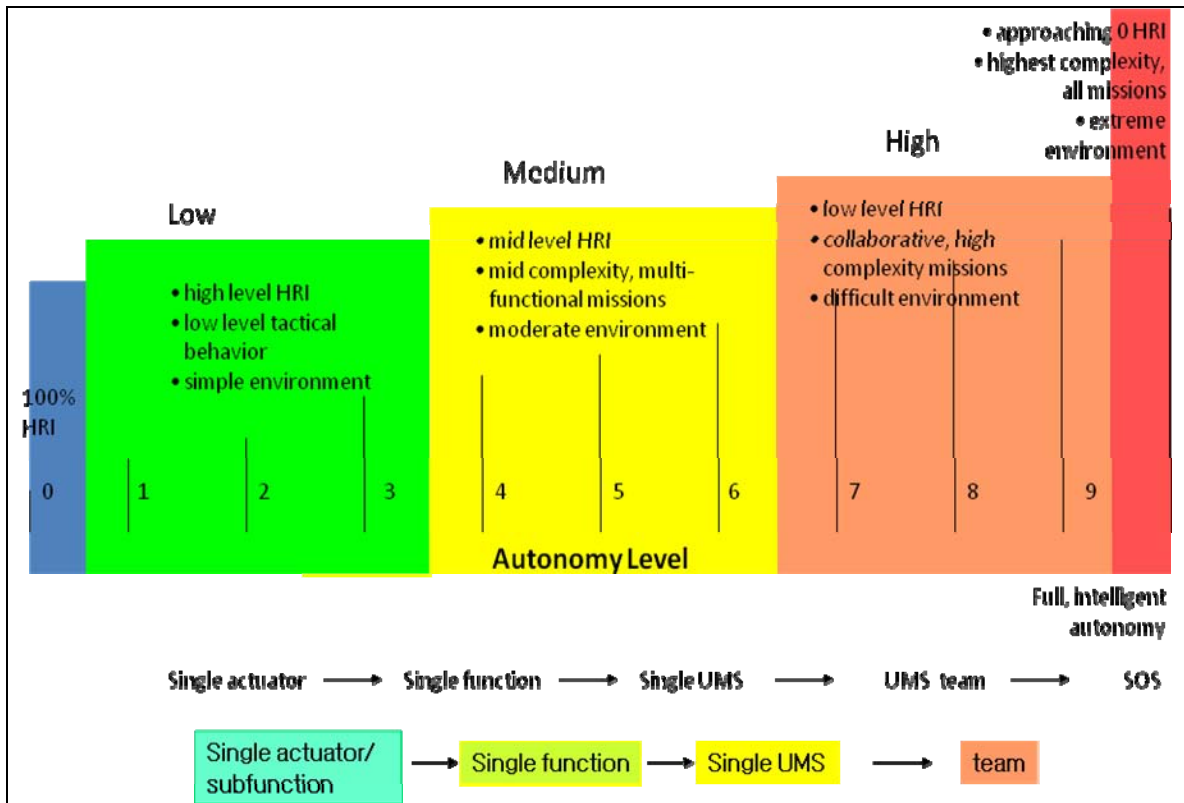 • approaching 0 HRI
• highest complexity,
all missions
• extreme
environment
High
Medium
Low
• low level HRI
• collaborative, high
complexity missions
• difficult environment
• mid level HRI
• mid complexity, multi-
functional missions
• moderate environment
• high level HRI
• low level tactical
behavior
• simple environment
100%
HRI
0 1 2 3 4 5 6 7 8 9
Autonomy Level
Full, intelligent
autonomy
Single actuator → Single function → Single UMS → UMS team → SOS
Single actuator/
subfunction → Single function → Single UMS → team